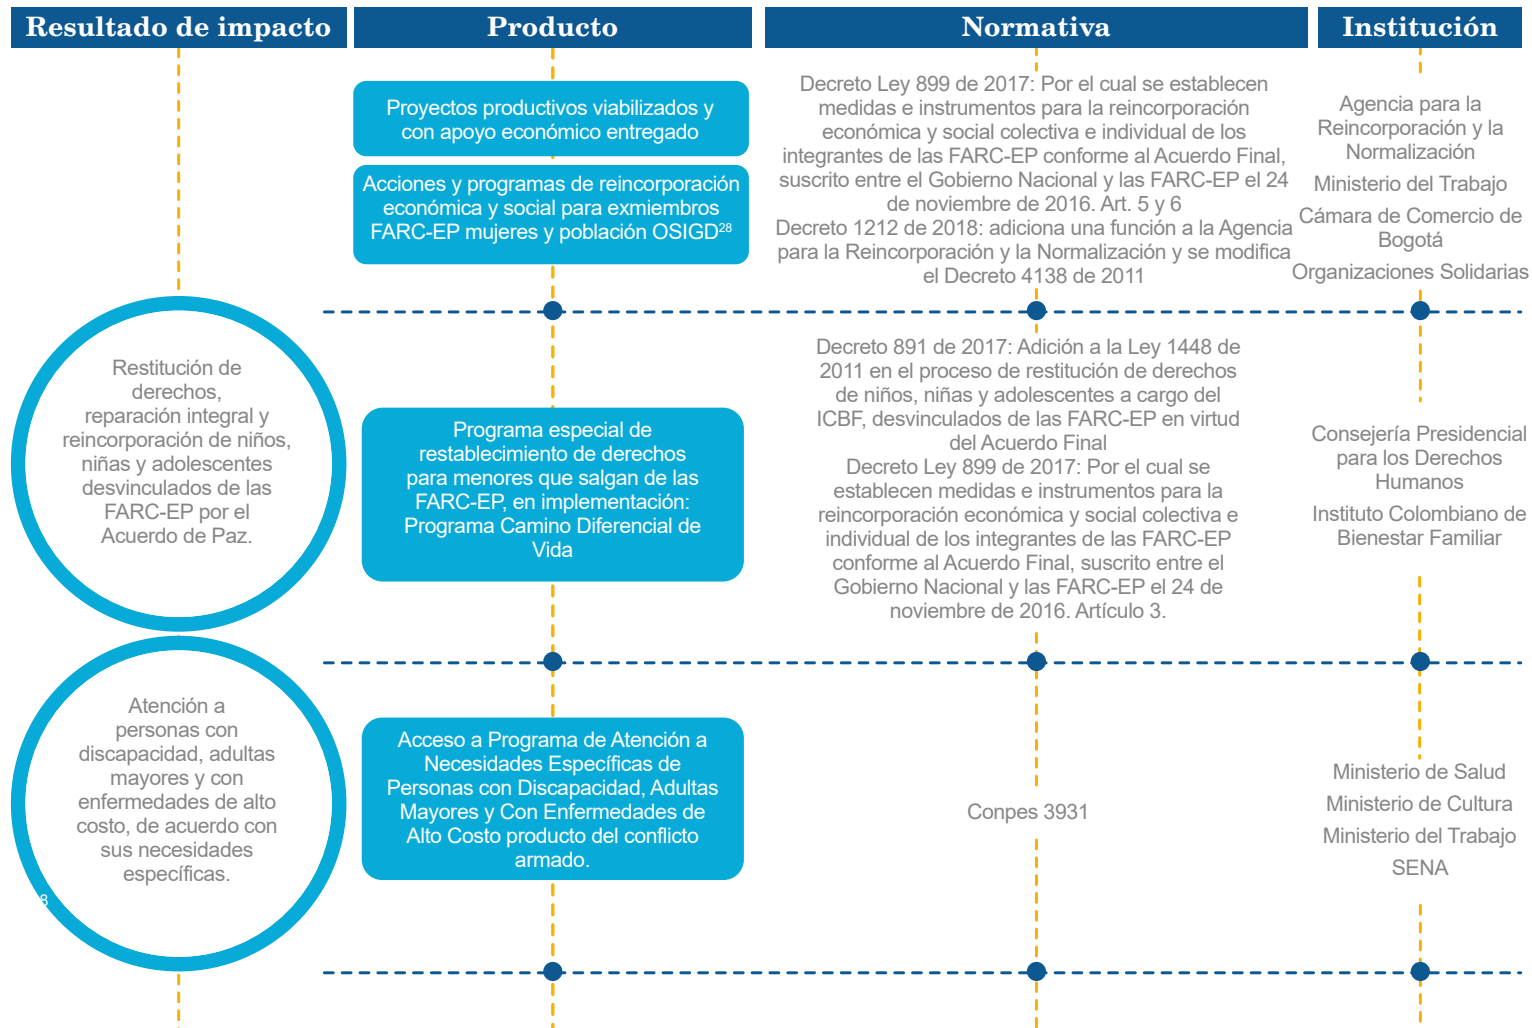 Resultado de impacto
Producto
Normativa
Institución
Proyectos productivos viabilizados y
con apoyo económico entregado
Acciones y programas de reincorporación
económica y social para exmiembros
FARC-EP mujeres y población OSIGD28
Decreto Ley 899 de 2017: Por el cual se establecen
medidas e instrumentos para la reincorporación
económica y social colectiva e individual de los
integrantes de las FARC-EP conforme al Acuerdo Final,
suscrito entre el Gobierno Nacional y las FARC-EP el 24
de noviembre de 2016. Art. 5 y 6
Decreto 1212 de 2018: adiciona una función a la Agencia
para la Reincorporación y la Normalización y se modifica
el Decreto 4138 de 2011
Agencia para la
Reincorporación y la
Normalización
Ministerio del Trabajo
Cámara de Comercio de
Bogotá
Organizaciones Solidarias
Restitución de
derechos,
reparación integral y
reincorporación de niños,
niñas y adolescentes
desvinculados de las
FARC-EP por el
Acuerdo de Paz.
Programa especial de
restablecimiento de derechos
para menores que salgan de las
FARC-EP, en implementación:
Programa Camino Diferencial de
Vida
Decreto 891 de 2017: Adición a la Ley 1448 de
2011 en el proceso de restitución de derechos
de niños, niñas y adolescentes a cargo del
ICBF, desvinculados de las FARC-EP en virtud
del Acuerdo Final
Decreto Ley 899 de 2017: Por el cual se
establecen medidas e instrumentos para la
reincorporación económica y social colectiva e
individual de los integrantes de las FARC-EP
conforme al Acuerdo Final, suscrito entre el
Gobierno Nacional y las FARC-EP el 24 de
noviembre de 2016. Artículo 3.
Consejería Presidencial
para los Derechos
Humanos
Instituto Colombiano de
Bienestar Familiar
Atención a
personas con
discapacidad, adultas
mayores y con
enfermedades de alto
costo, de acuerdo con
sus necesidades
específicas.
Acceso a Programa de Atención a
Necesidades Específicas de
Personas con Discapacidad, Adultas
Mayores y Con Enfermedades de
Alto Costo producto del conflicto
armado.
Conpes 3931
Ministerio de Salud
Ministerio de Cultura
Ministerio del Trabajo
SENA